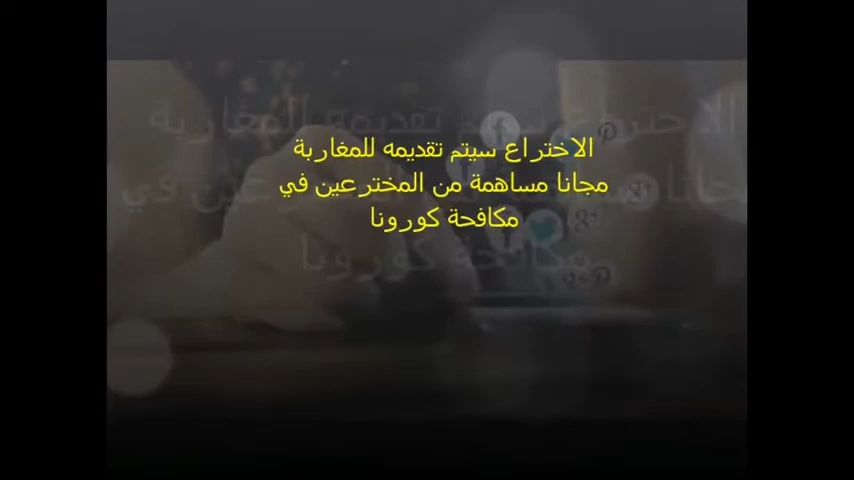 الاختراع سيتم تقديمه للمغاربة
مجانا مساهمة من المخترعين في
مكافحة كورونا